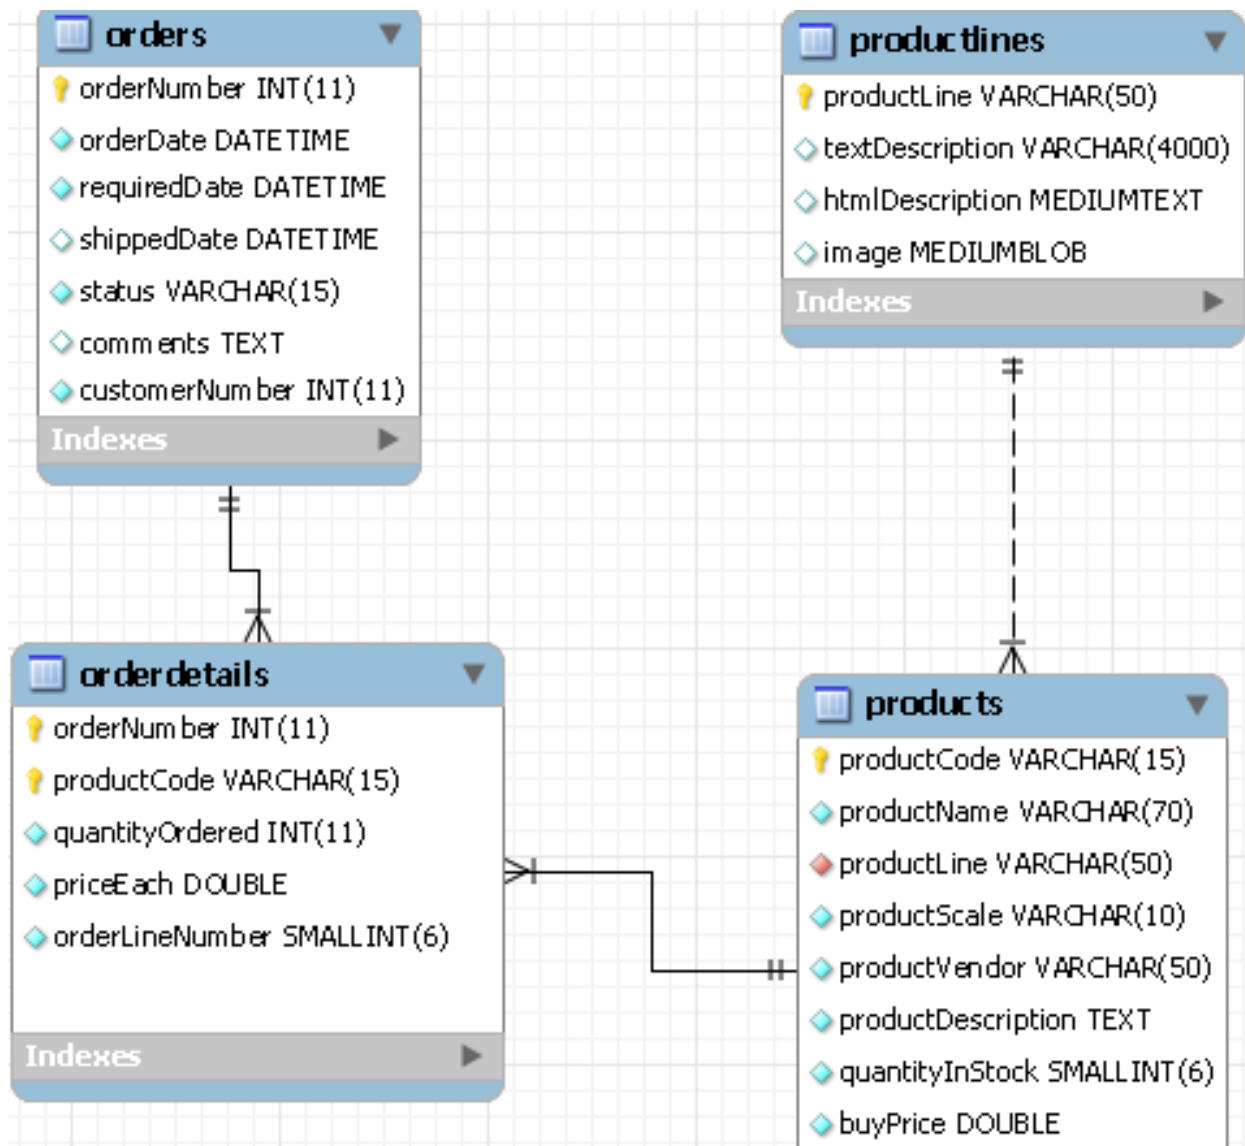 orders
orderNumber INT(11)
orderDate DATETIME
requiredDate DATETIME
shippedDate DATETIME
status VARCHAR(15)
comments TEXT
customerNumber INT(11)
Indexes
productlines
productLine VARCHAR(50)
textDescription VARCHAR(4000)
htmlDescription MEDIUMTEXT
image MEDIUMBLOB
Indexes
orderdetails
orderNumber INT(11)
productCode VARCHAR(15)
quantityOrdered INT(11)
priceEach DOUBLE
orderLineNumber SMALLINT(6)
Indexes
products
productCode VARCHAR(15)
productName VARCHAR(70)
productLine VARCHAR(50)
productScale VARCHAR(10)
productVendor VARCHAR(50)
productDescription TEXT
quantityInStock SMALLINT(6)
buyPrice DOUBLE